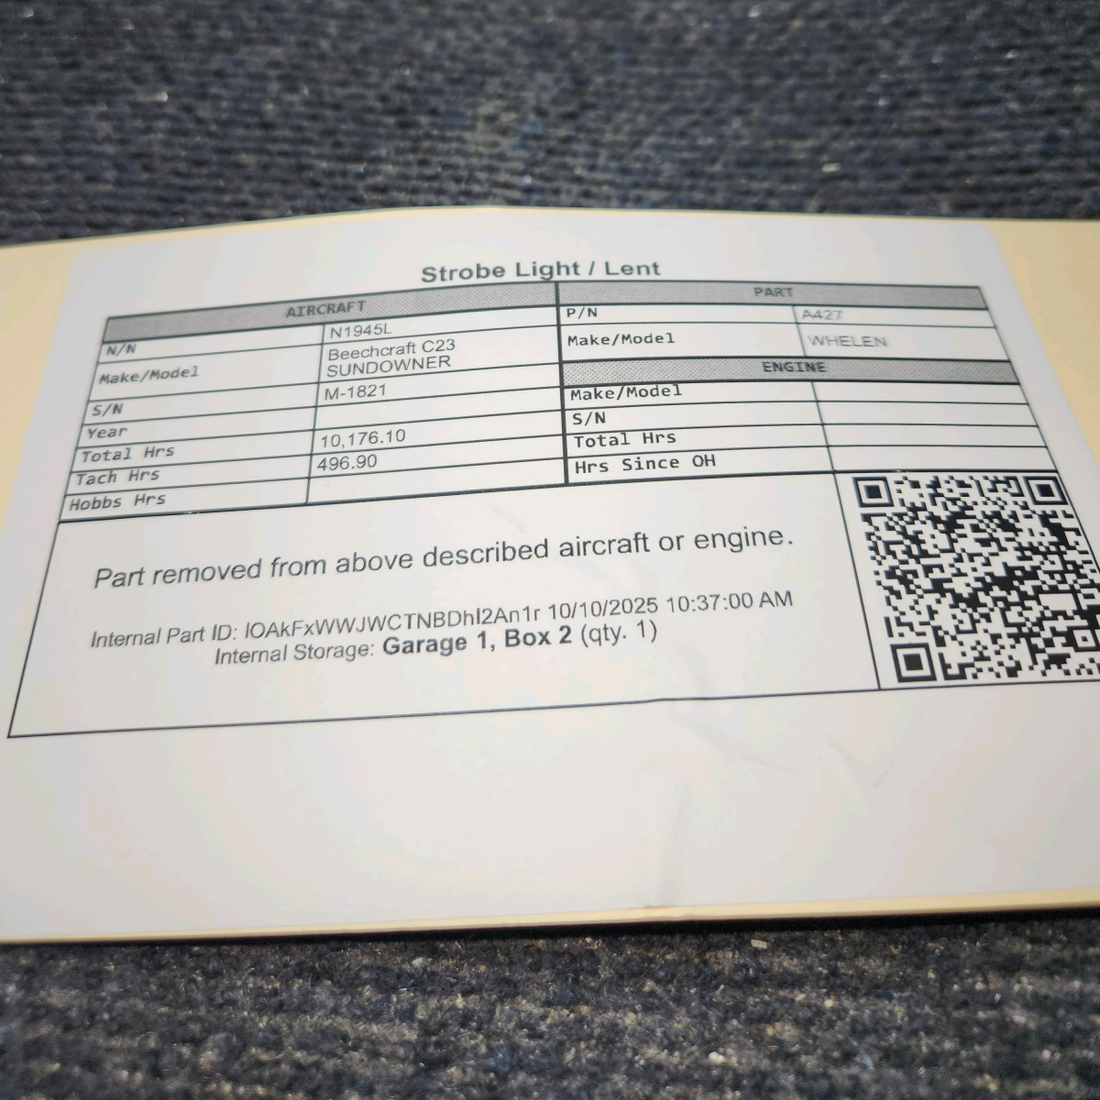 Strobe Light / Lent
AIRCRAFT
N/N N1945L
Make/Model Beechcraft C23
SUNDOWNER
S/N M-1821
Year
Total Hrs 10,176.10
Tach Hrs 496.90
Hobbs Hrs
PART
P/N A427
Make/Model WHELEN
ENGINE
Make/Model
S/N
Total Hrs
Hrs Since OH
Part removed from above described aircraft or engine.
Internal Part ID: IOAkFxWWJWCTNBDhI2An1r 10/10/2025 10:37:00 AM
Internal Storage: Garage 1, Box 2 (qty. 1)